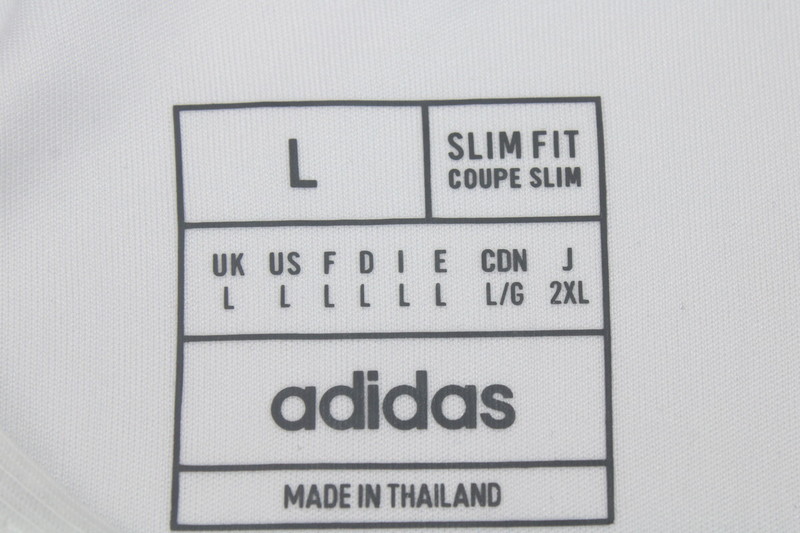 L
SLIM FIT
COUPE SLIM
UK US F D I E CDN J
L L L L L L L/G 2XL
adidas
MADE IN THAILAND